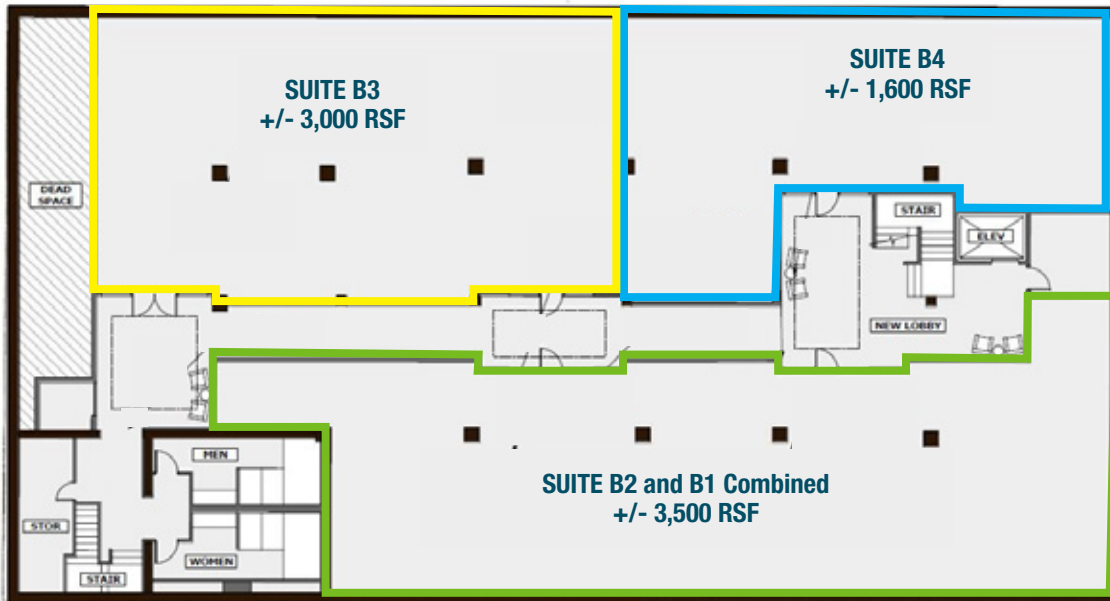 SUITE B3
+/- 3,000 RSF
SUITE B4
+/- 1,600 RSF
DEAD
SPACE
STAIR
ELEV
NEW LOBBY
MEN
SUITE B2 and B1 Combined
+/- 3,500 RSF
STOR
WOMEN
STAIR